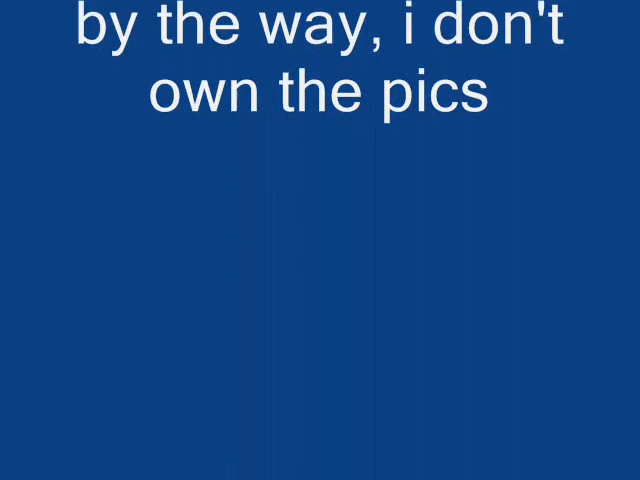 by the way, i don't
own the pics